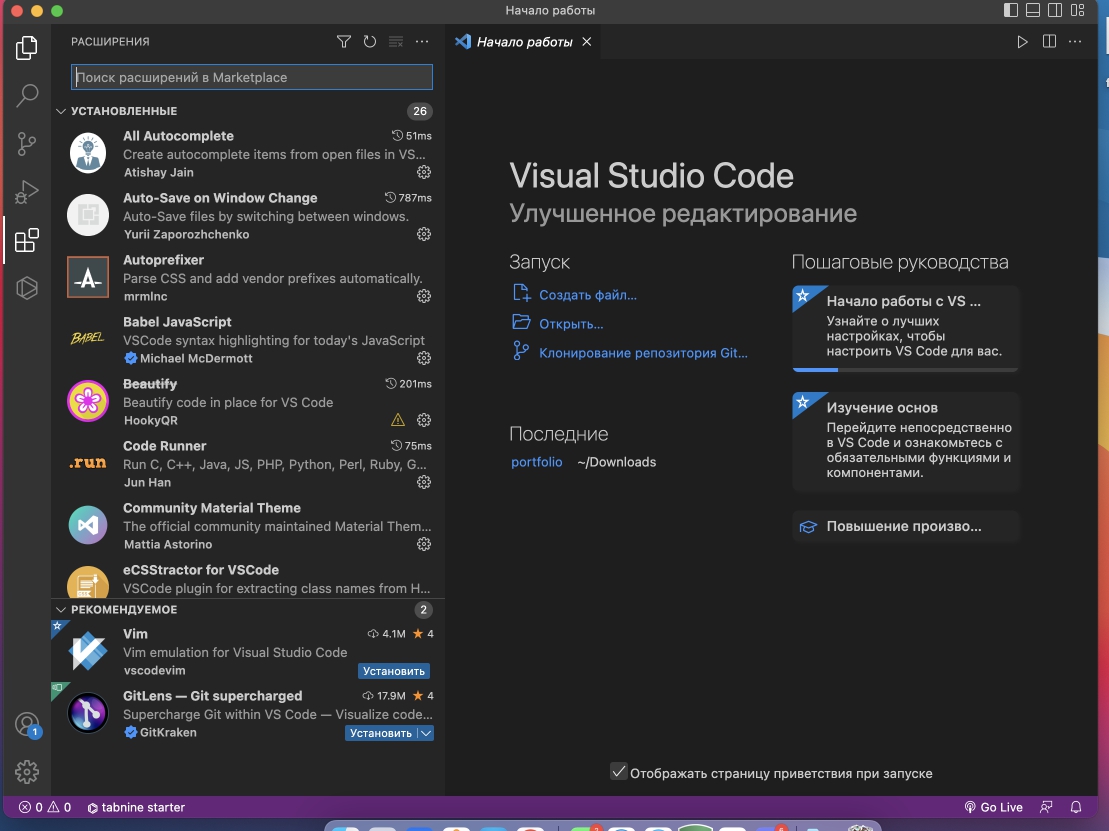 Начало работы
РАСШИРЕНИЯ
Поиск расширений в Marketplace
УСТАНОВЛЕННЫЕ 26
All Autocomplete 51ms
Create autocomplete items from open files in VS...
Atishay Jain
Auto-Save on Window Change 787ms
Auto-Save files by switching between windows.
Yurii Zaporozhchenko
Autoprefixer
Parse CSS and add vendor prefixes automatically.
mrmlnc
BABEL
Babel JavaScript
VSCode syntax highlighting for today's JavaScript
Michael McDermott
Beautify 201ms
Beautify code in place for VS Code
HookyQR
.run
Code Runner 75ms
Run C, C++, Java, JS, PHP, Python, Perl, Ruby, G...
Jun Han
Community Material Theme
The official community maintained Material Them...
Mattia Astorino
eCSStractor for VSCode
VSCode plugin for extracting class names from H...
РЕКОМЕНДУЕМОЕ 2
Vim 4.1M ★ 4
Vim emulation for Visual Studio Code
vscodevim Установить
GitLens — Git supercharged 17.9M ★ 4
Supercharge Git within VS Code — Visualize code...
GitKraken Установить
1
Начало работы
Visual Studio Code
Улучшенное редактирование
Запуск
Создать файл...
Открыть...
Клонирование репозитория Git...
Последние
portfolio ~/Downloads
Пошаговые руководства
Начало работы с VS ...
Узнайте о лучших
настройках, чтобы
настроить VS Code для вас.
Изучение основ
Перейдите непосредственно
в VS Code и ознакомьтесь с
обязательными функциями и
компонентами.
Повышение произво...
Отображать страницу приветствия при запуске
0 0 tabnine starter
Go Live